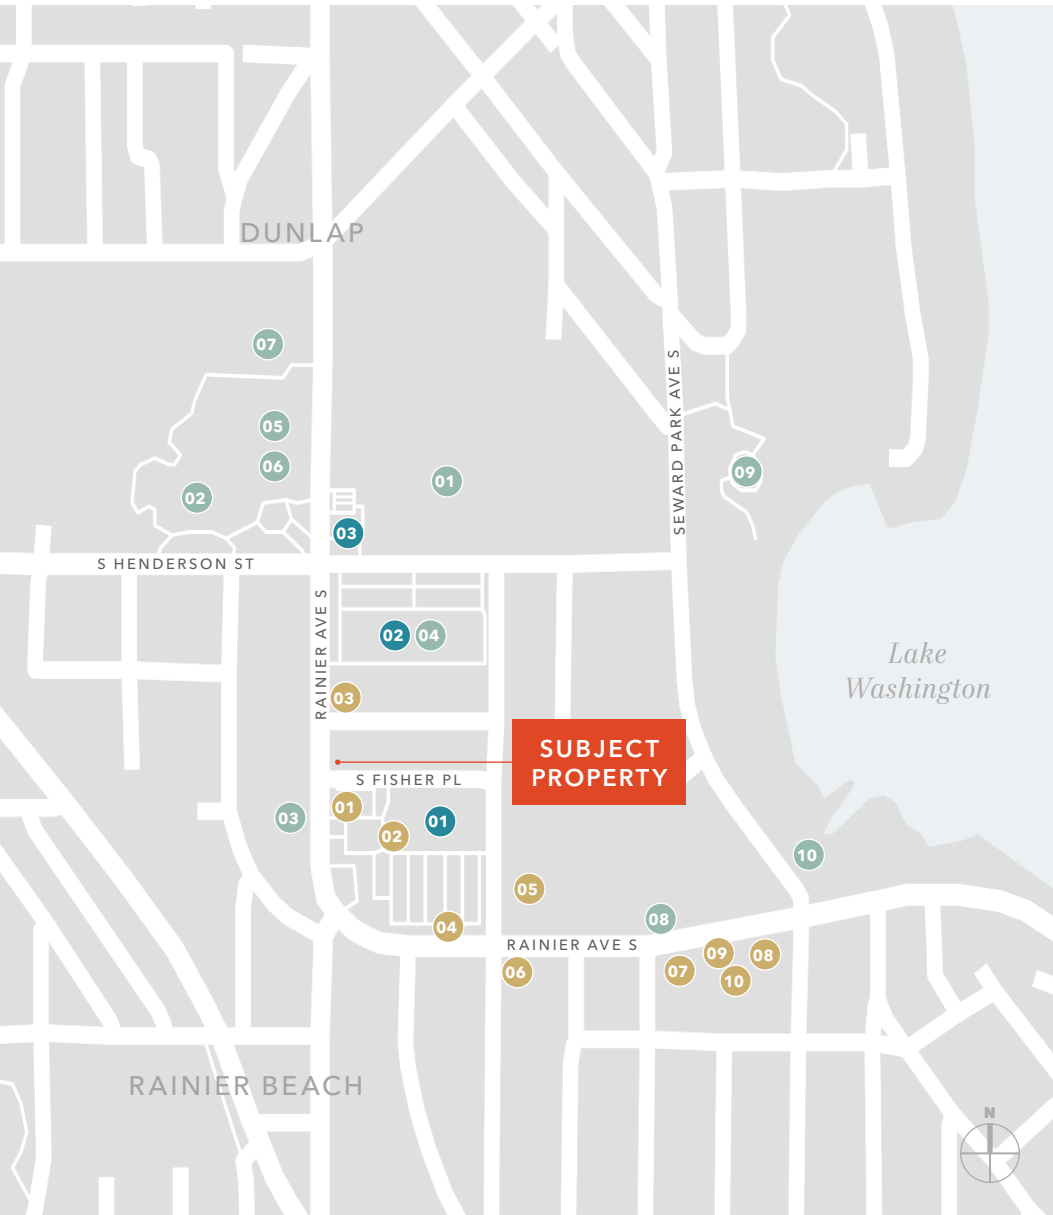 DUNLAP
07
05
06
01
02
09
SEWARD PARK AVE S
03
S HENDERSON ST
RAINIER AVE S
02
04
Lake
Washington
03
SUBJECT
PROPERTY
S FISHER PL
01
03
01
02
10
05
08
04
RAINIER AVE S
09
08
06
07
10
RAINIER BEACH
N